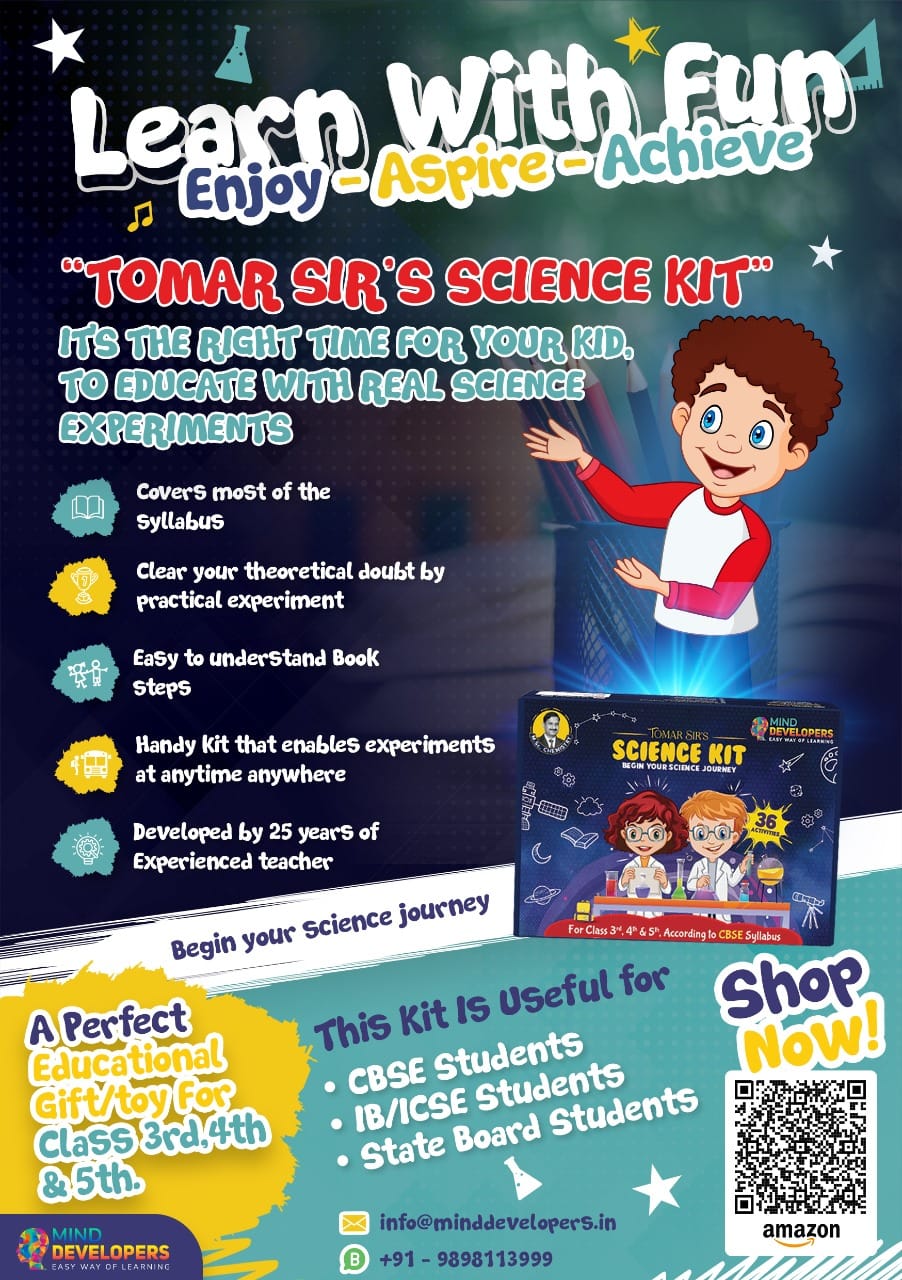 Learn With Fun
Enjoy - Aspire - Achieve
"TOMAR SIR'S SCIENCE KIT"
ITS THE RIGHT TIME FOR YOUR KID,
TO EDUCATE WITH REAL SCIENCE
EXPERIMENTS
Covers most of the
syllabus
Clear your theoretical doubt by
practical experiment
Easy to understand Book
Steps
Handy Kit that enables experiments
at anytime anywhere
Developed by 25 years of
Experienced teacher
TOMAR SIR'S
SCIENCE KIT
BEGIN YOUR SCIENCE JOURNEY
MIND
DEVELOPERS
EASY WAY OF LEARNING
36
ACTIVITIES
For Class 3rd, 4th & 5th, According to CBSE Syllabus
Begin your Science journey
A Perfect
Educational
Gift/toy For
Class 3rd,4th
& 5th.
This Kit Is Useful for
• CBSE Students
• IB/ICSE Students
• State Board Students
Shop
Now!
amazon
info@minddevelopers.in
+91 - 9898113999
MIND
DEVELOPERS
EASY WAY OF LEARNING